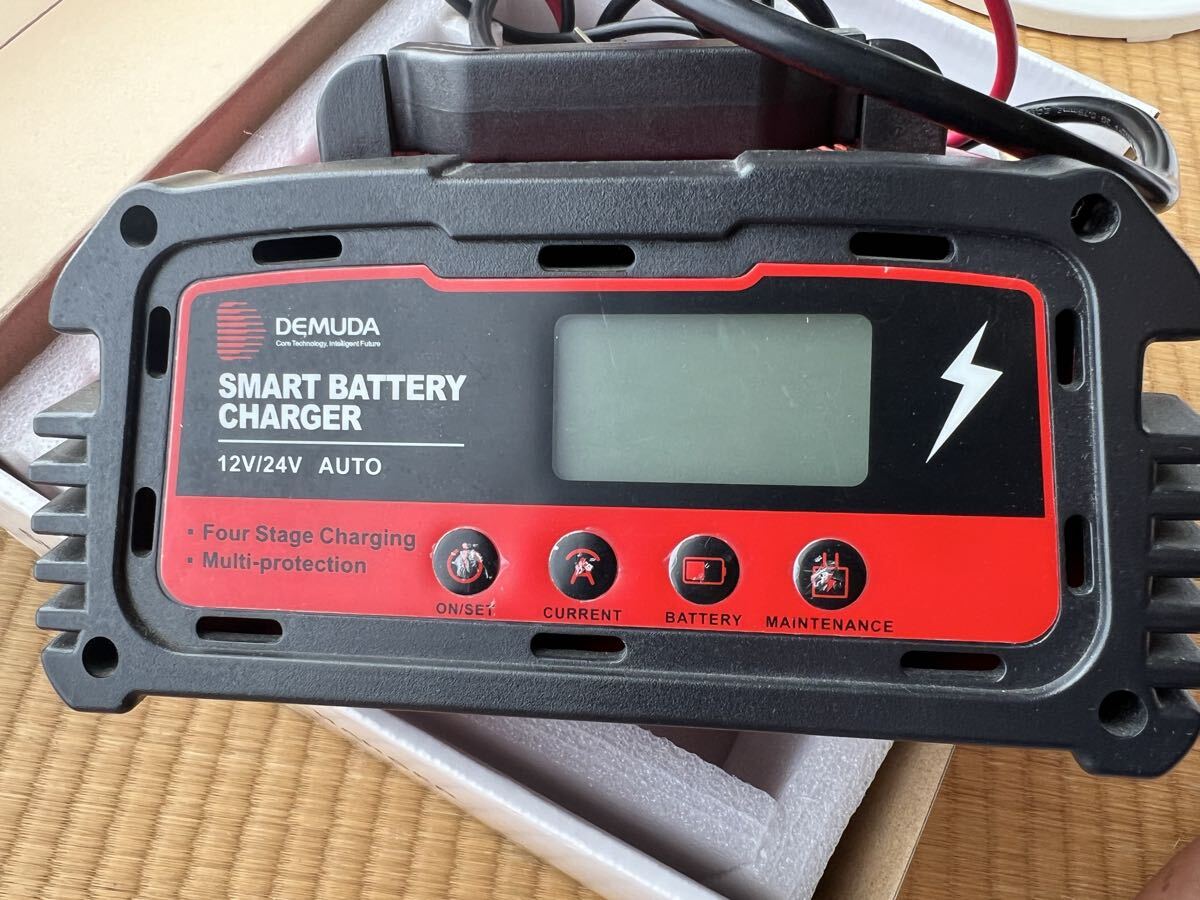 DEMUDA
Core Technology, Intelligent Future
SMART BATTERY
CHARGER
12V/24V AUTO
• Four Stage Charging
• Multi-protection
ON/SET
CURRENT
BATTERY
MAiNTENANCE